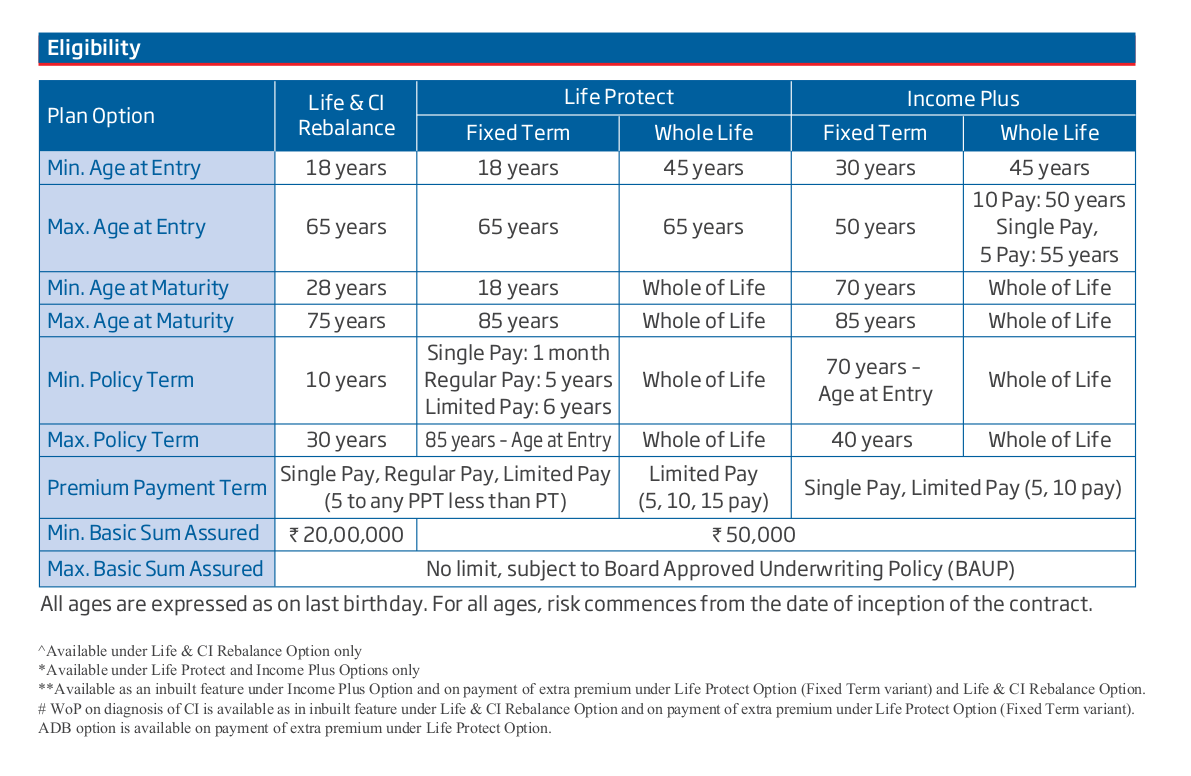 Eligibility
Plan Option
Life & CI
Rebalance
Life Protect
Income Plus
Fixed Term
Whole Life
Fixed Term
Whole Life
Min. Age at Entry
18 years
18 years
45 years
30 years
45 years
Max. Age at Entry
65 years
65 years
65 years
50 years
10 Pay: 50 years
Single Pay,
5 Pay: 55 years
Min. Age at Maturity
28 years
18 years
Whole of Life
70 years
Whole of Life
Max. Age at Maturity
75 years
85 years
Whole of Life
85 years
Whole of Life
Min. Policy Term
10 years
Single Pay: 1 month
Regular Pay: 5 years
Limited Pay: 6 years
Whole of Life
70 years –
Age at Entry
Whole of Life
Max. Policy Term
30 years
85 years – Age at Entry
Whole of Life
40 years
Whole of Life
Premium Payment Term
Single Pay, Regular Pay, Limited Pay
(5 to any PPT less than PT)
Limited Pay
(5, 10, 15 pay)
Single Pay, Limited Pay (5, 10 pay)
Min. Basic Sum Assured
₹ 20,00,000
₹ 50,000
Max. Basic Sum Assured
No limit, subject to Board Approved Underwriting Policy (BAUP)
All ages are expressed as on last birthday. For all ages, risk commences from the date of inception of the contract.
^Available under Life & CI Rebalance Option only
*Available under Life Protect and Income Plus Options only
**Available as an inbuilt feature under Income Plus Option and on payment of extra premium under Life Protect Option (Fixed Term variant) and Life & CI Rebalance Option.
# WoP on diagnosis of CI is available as in inbuilt feature under Life & CI Rebalance Option and on payment of extra premium under Life Protect Option (Fixed Term variant).
ADB option is available on payment of extra premium under Life Protect Option.